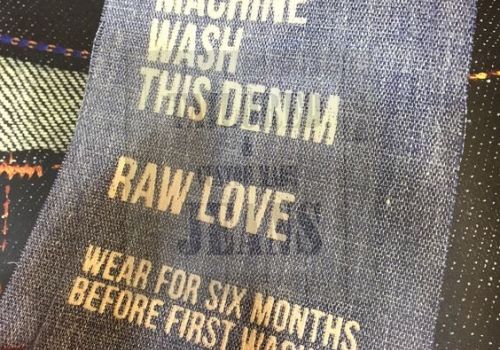 MACHINE
WASH
THIS DENIM
&
RAW LOVE
JEANS
WEAR FOR SIX MONTHS
BEFORE FIRST WASH